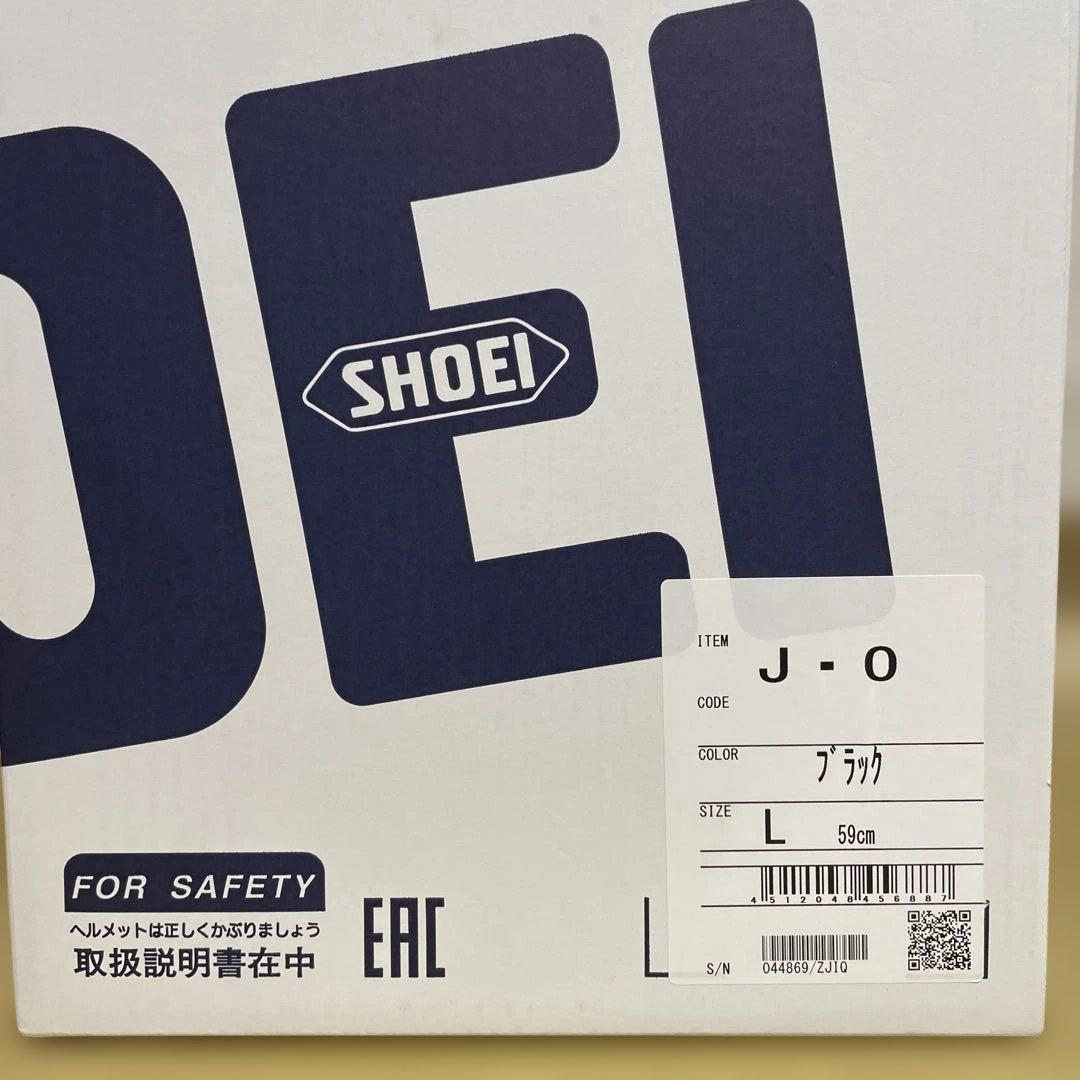 OEI
SHOEI
ITEM J - O
CODE
COLOR ブラック
SIZE L 59cm
4512048456887
S/N 044869/ZJIQ
FOR SAFETY
ヘルメットは正しくかぶりましょう
取扱説明書在中
EAC